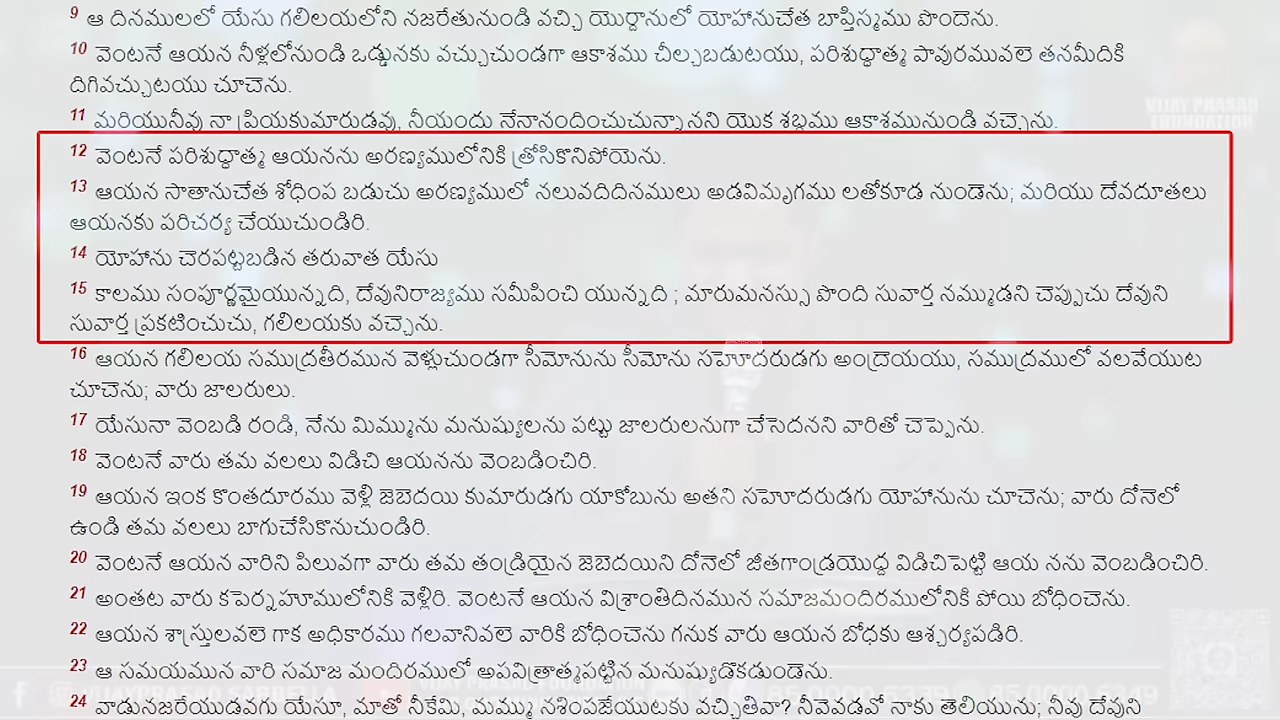 9 ఆ దినములలో యేసు గలిలయలోని నజరేతునుండి వచ్చి యొర్దానులో యోహానుచేత బాప్తిస్మము పొందెను.
10 వెంటనే ఆయన నీళ్లలోనుండి ఒడ్డునకు వచ్చుచుండగా ఆకాశము చీల్చబడుటయు, పరిశుద్ధాత్మ పావురమువలె తనమీదికి
దిగివచ్చుటయు చూచెను.
11 మరియునీవు నా ప్రియకుమారుడవు, నీయందు నేనానందించుచున్నానని యొక శబ్దము ఆకాశమునుండి వచ్చెను.
VIJAY PRASAD
FOUNDATION
12 వెంటనే పరిశుద్ధాత్మ ఆయనను అరణ్యములోనికి త్రోసికొనిపోయెను.
13 ఆయన సాతానుచేత శోధింప బడుచు అరణ్యములో నలువదిదినములు అడవిమృగము లతోకూడ నుండెను; మరియు దేవదూతలు
ఆయనకు పరిచర్య చేయుచుండిరి.
14 యోహాను చెరపట్టబడిన తరువాత యేసు
15 కాలము సంపూర్ణమైయున్నది, దేవునిరాజ్యము సమీపించి యున్నది ; మారుమనస్సు పొంది సువార్త నమ్ముడని చెప్పుచు దేవుని
సువార్త ప్రకటించుచు, గలిలయకు వచ్చెను.
16 ఆయన గలిలయ సముద్రతీరమున వెళ్లుచుండగా సీమోనును సీమోను సహోదరుడగు అంద్రెయయు, సముద్రములో వలవేయుట
చూచెను; వారు జాలరులు.
17 యేసునా వెంబడి రండి, నేను మిమ్మును మనుష్యులను పట్టు జాలరులనుగా చేసెదనని వారితో చెప్పెను.
18 వెంటనే వారు తమ వలలు విడిచి ఆయనను వెంబడించిరి.
19 ఆయన ఇంక కొంతదూరము వెళ్లి జెబెదయి కుమారుడగు యాకోబును అతని సహోదరుడగు యోహానును చూచెను; వారు దోనెలో
ఉండి తమ వలలు బాగుచేసికొనుచుండిరి.
20 వెంటనే ఆయన వారిని పిలువగా వారు తమ తండ్రియైన జెబెదయిని దోనెలో జీతగాండ్రయొద్ద విడిచిపెట్టి ఆయ నను వెంబడించిరి.
21 అంతట వారు కపెర్నహూములోనికి వెళ్లిరి. వెంటనే ఆయన విశ్రాంతిదినమున సమాజమందిరములోనికి పోయి బోధించెను.
22 ఆయన శాస్త్రులవలె గాక అధికారము గలవానివలె వారికి బోధించెను గనుక వారు ఆయన బోధకు ఆశ్చర్యపడిరి.
23 ఆ సమయమున వారి సమాజ మందిరములో అపవిత్రాత్మపట్టిన మనుష్యుడొకడుండెను.
24 వాడునజరేయుడవగు యేసూ, మాతో నీకేమి, మమ్ము నశింపజేయుటకు వచ్చితివా? నీవెవడవో నాకు తెలియును; నీవు దేవుని